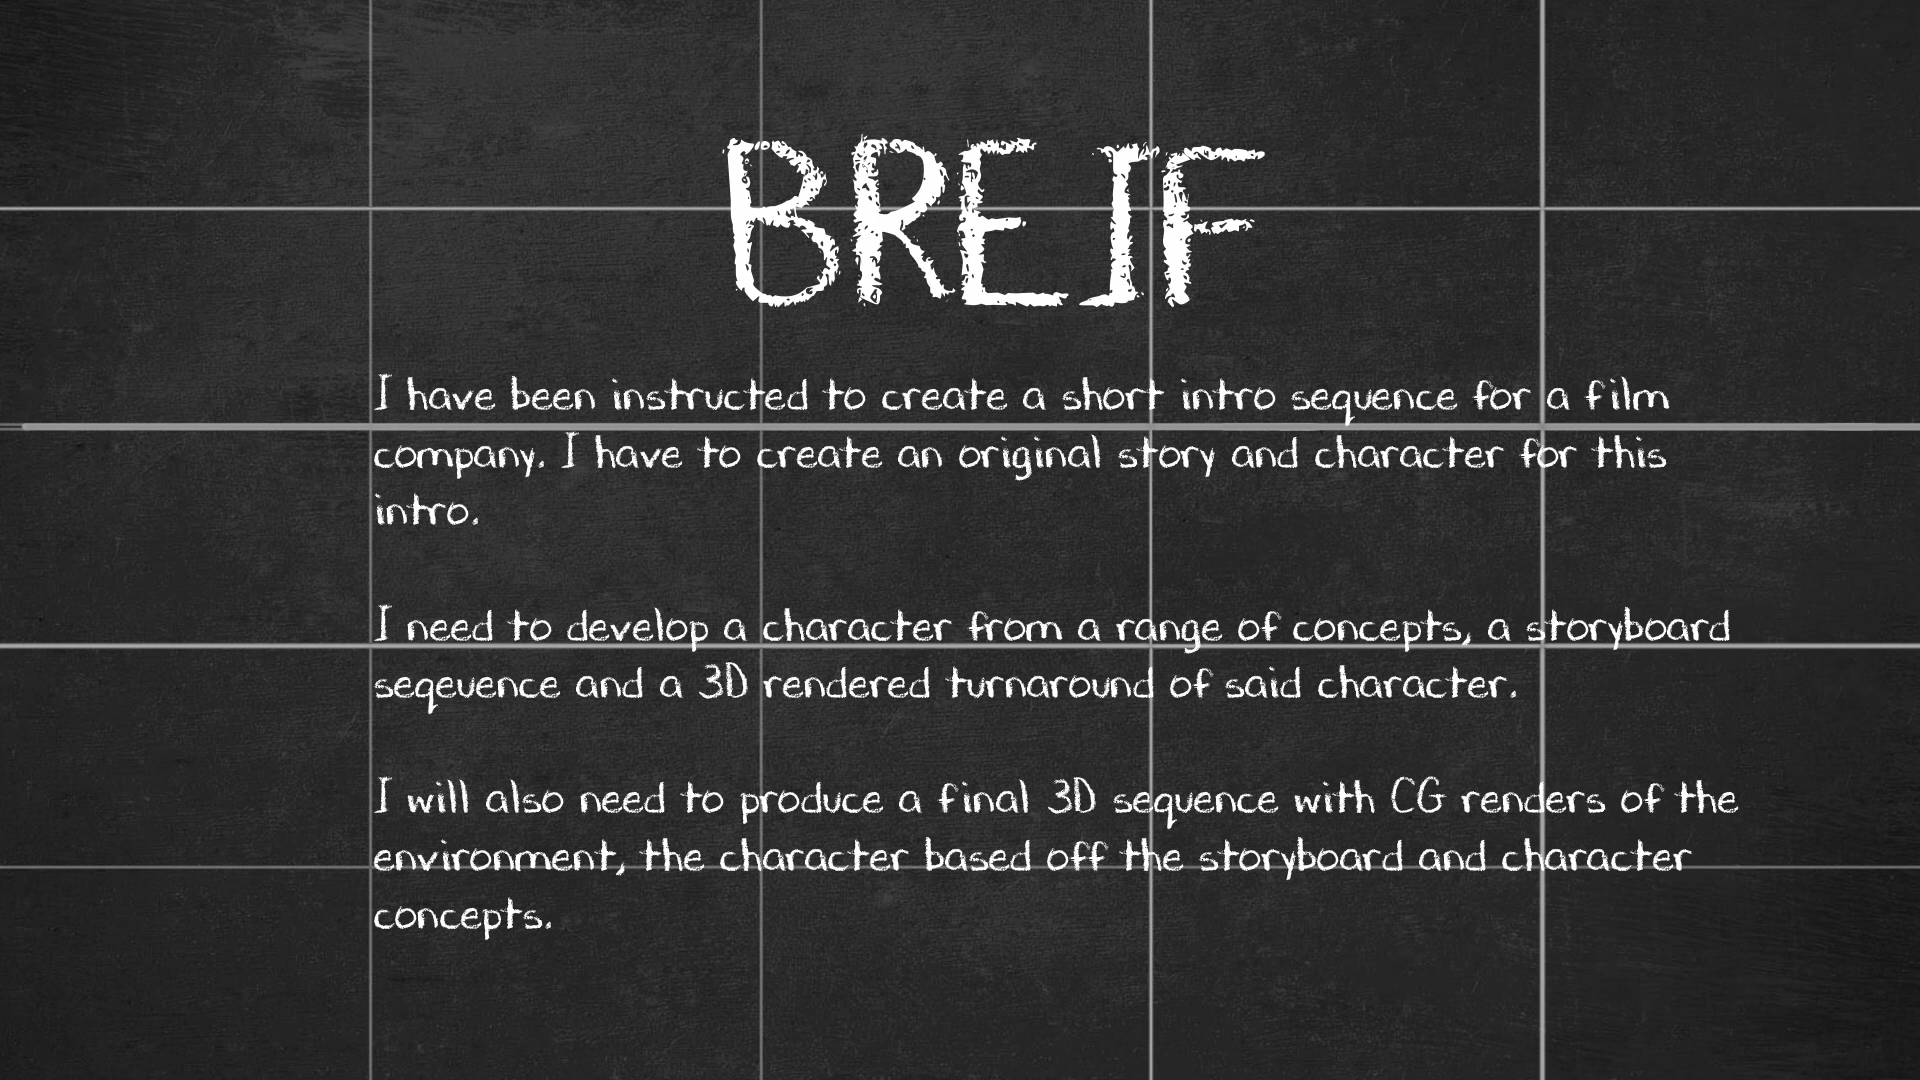 BREIF
I have been instructed to create a short intro sequence for a film
company. I have to create an original story and character for this
intro.
I need to develop a character from a range of concepts, a storyboard
seqeuence and a 3D rendered turnaround of said character.
I will also need to produce a final 3D sequence with CG renders of the
environment, the character based off the storyboard and character
concepts.